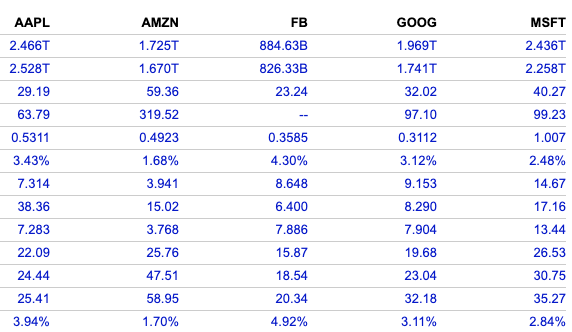 AAPL AMZN FB GOOG MSFT
2.466T 1.725T 884.63B 1.969T 2.436T
2.528T 1.670T 826.33B 1.741T 2.258T
29.19 59.36 23.24 32.02 40.27
63.79 319.52 -- 97.10 99.23
0.5311 0.4923 0.3585 0.3112 1.007
3.43% 1.68% 4.30% 3.12% 2.48%
7.314 3.941 8.648 9.153 14.67
38.36 15.02 6.400 8.290 17.16
7.283 3.768 7.886 7.904 13.44
22.09 25.76 15.87 19.68 26.53
24.44 47.51 18.54 23.04 30.75
25.41 58.95 20.34 32.18 35.27
3.94% 1.70% 4.92% 3.11% 2.84%